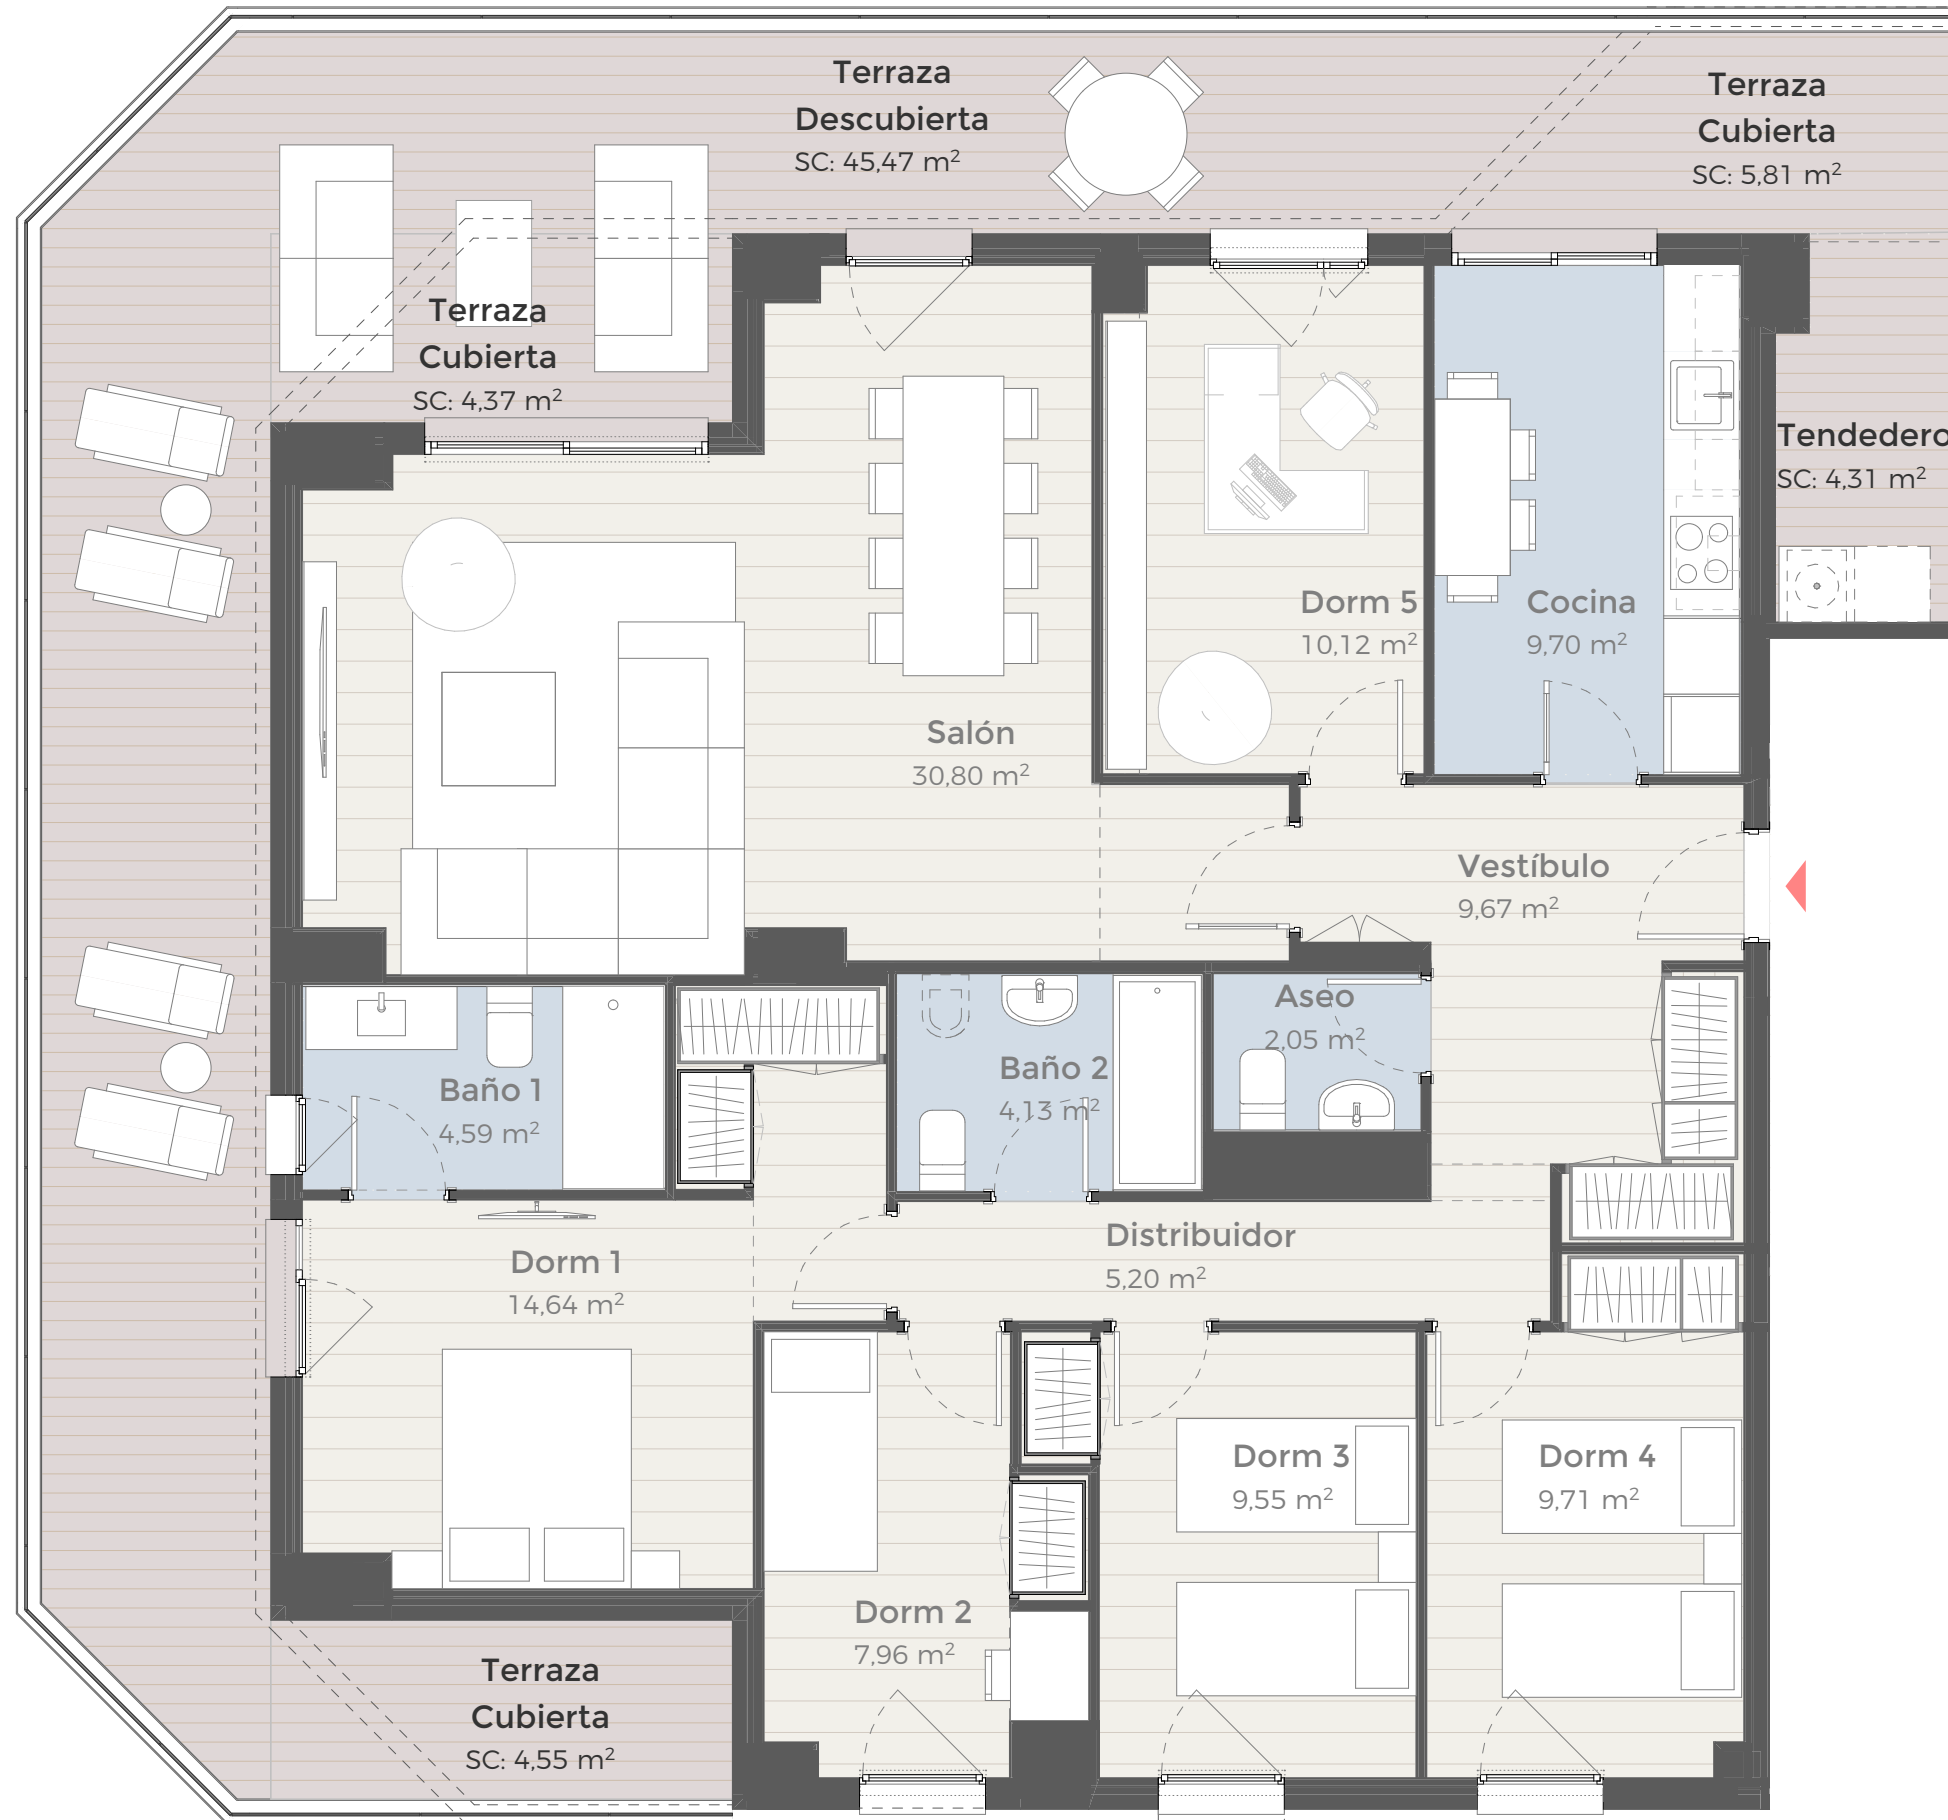 Terraza
Descubierta
SC: 45,47 m²
Terraza
Cubierta
SC: 5,81 m²
Terraza
Cubierta
SC: 4,37 m²
Tendedero
SC: 4,31 m²
Dorm 5
10,12 m²
Cocina
9,70 m²
Salón
30,80 m²
Vestíbulo
9,67 m²
Aseo
2,05 m²
Baño 2
4,13 m²
Baño 1
4,59 m²
Distribuidor
5,20 m²
Dorm 1
14,64 m²
Dorm 3
9,55 m²
Dorm 4
9,71 m²
Dorm 2
7,96 m²
Terraza
Cubierta
SC: 4,55 m²